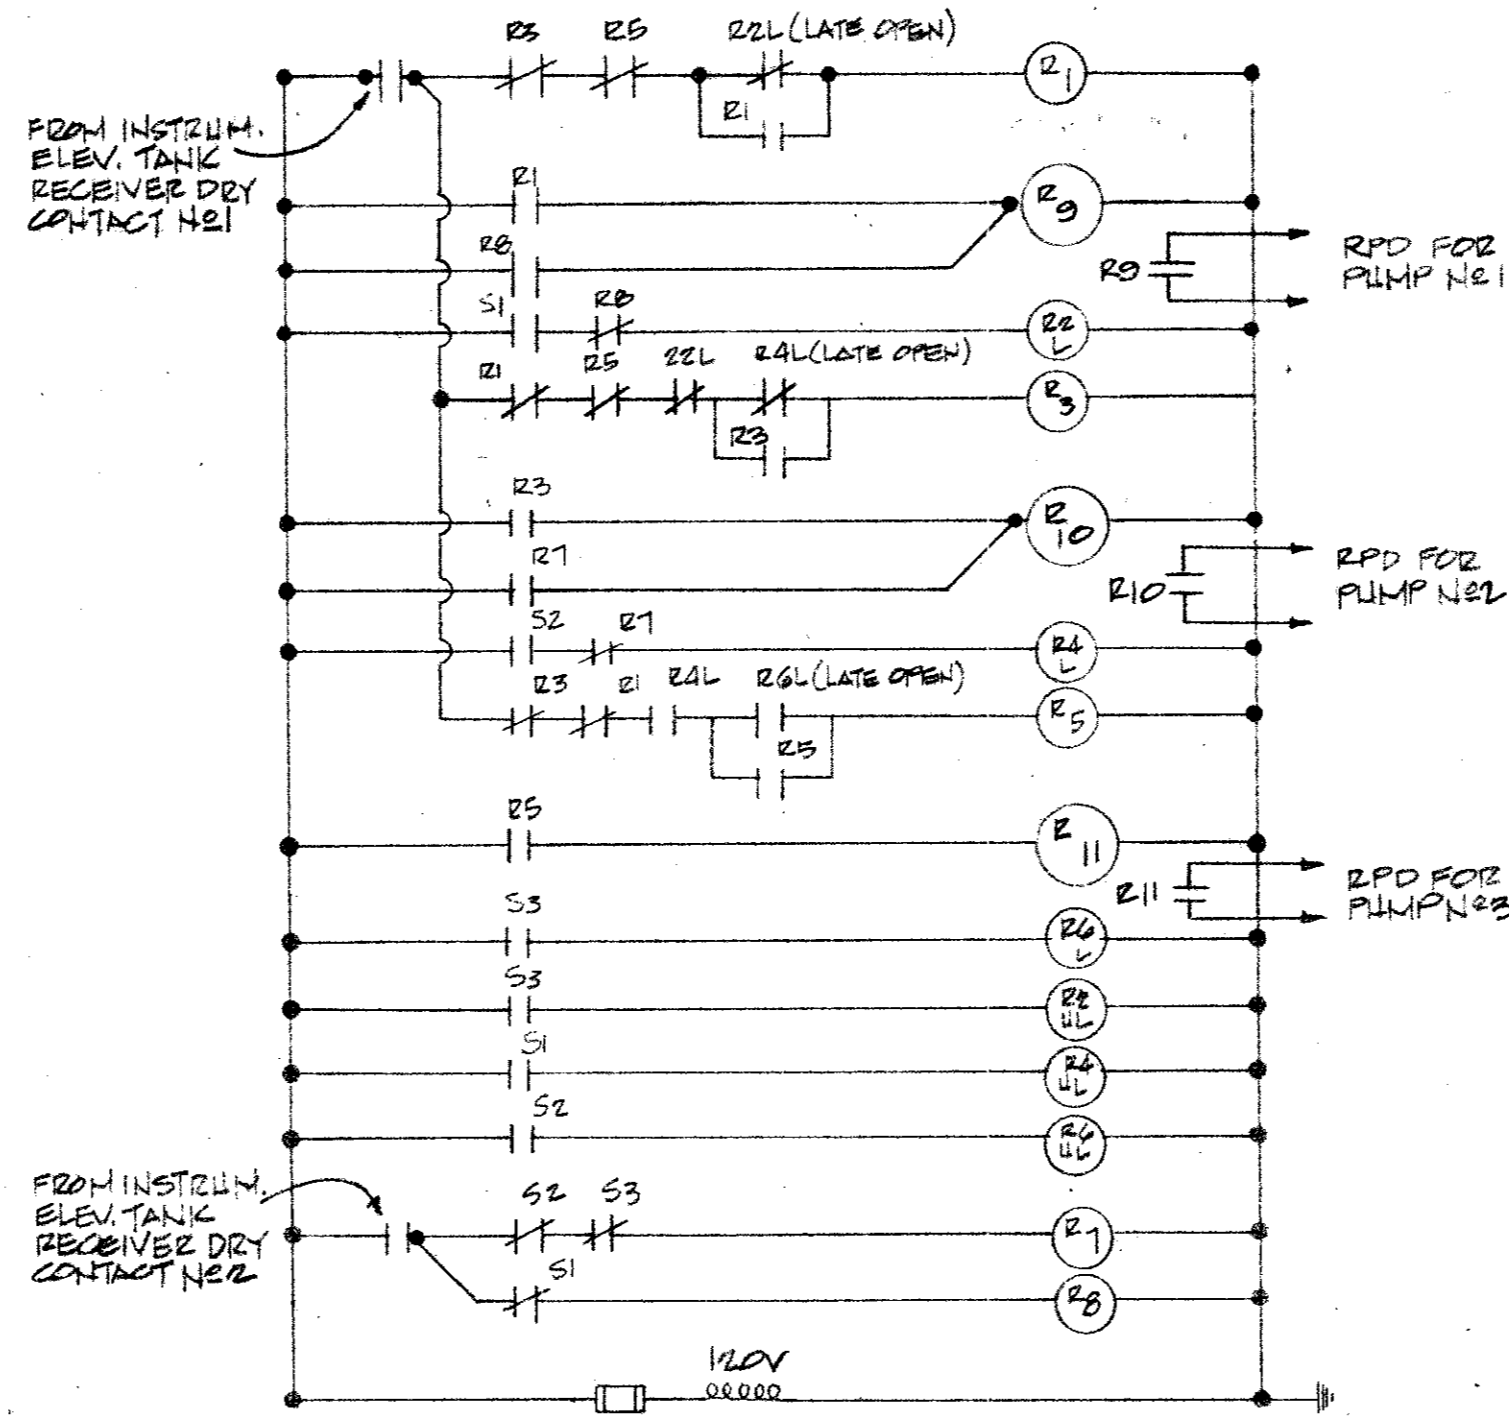 R3 R5 R2L (LATE OPEN)
R1
R1
FROM INSTRUM.
ELEV. TANK
RECEIVER DRY
CONTACT No1
R1
R9
R8
R9
RPD FOR
PUMP No1
S1 R8
R2
L
R1 R5 22L R4L (LATE OPEN)
R3
R3
R3
R10
R7
R10
RPD FOR
PUMP No2
S2 R7
R4
L
R3 R1 R4L R6L (LATE OPEN)
R5
R5
R5
R11
R11
RPD FOR
PUMP No3
S3
R6
L
S3
R2
UL
S1
R4
UL
S2
R6
UL
FROM INSTRUM.
ELEV. TANK
RECEIVER DRY
CONTACT No2
S2 S3
R7
S1
R8
120V